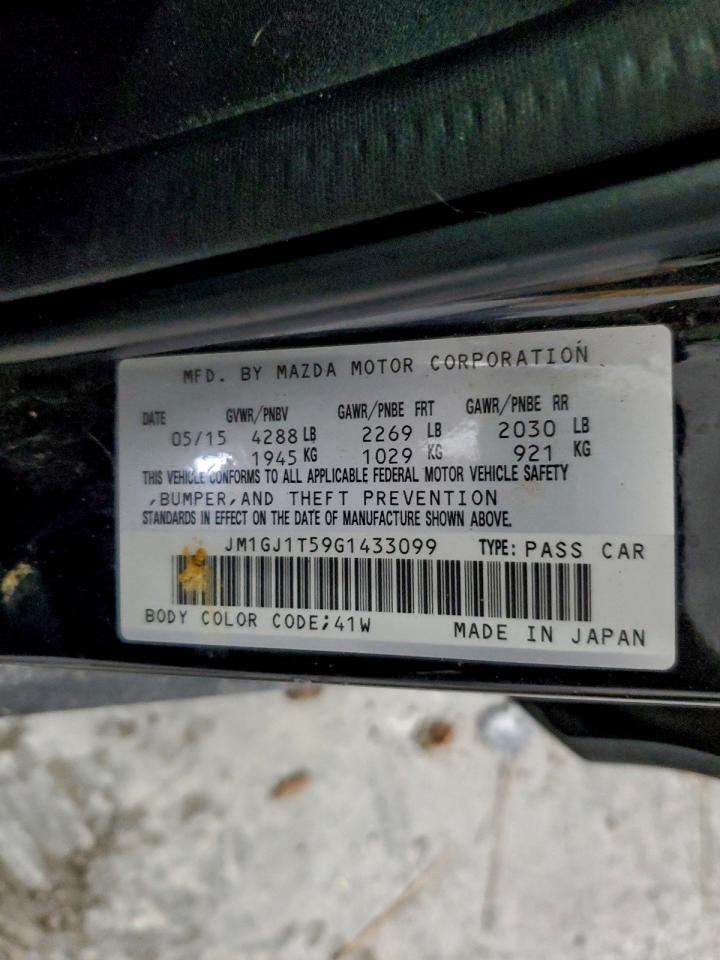 MFD. BY MAZDA MOTOR CORPORATION
DATE GVWR/PNBV GAWR/PNBE FRT GAWR/PNBE RR
05/15 4288 LB 2269 LB 2030 LB
1945 KG 1029 KG 921 KG
THIS VEHICLE CONFORMS TO ALL APPLICABLE FEDERAL MOTOR VEHICLE SAFETY
,BUMPER,AND THEFT PREVENTION
STANDARDS IN EFFECT ON THE DATE OF MANUFACTURE SHOWN ABOVE.
JM1GJ1T59G1433099 TYPE: PASS CAR
BODY COLOR CODE;41W MADE IN JAPAN